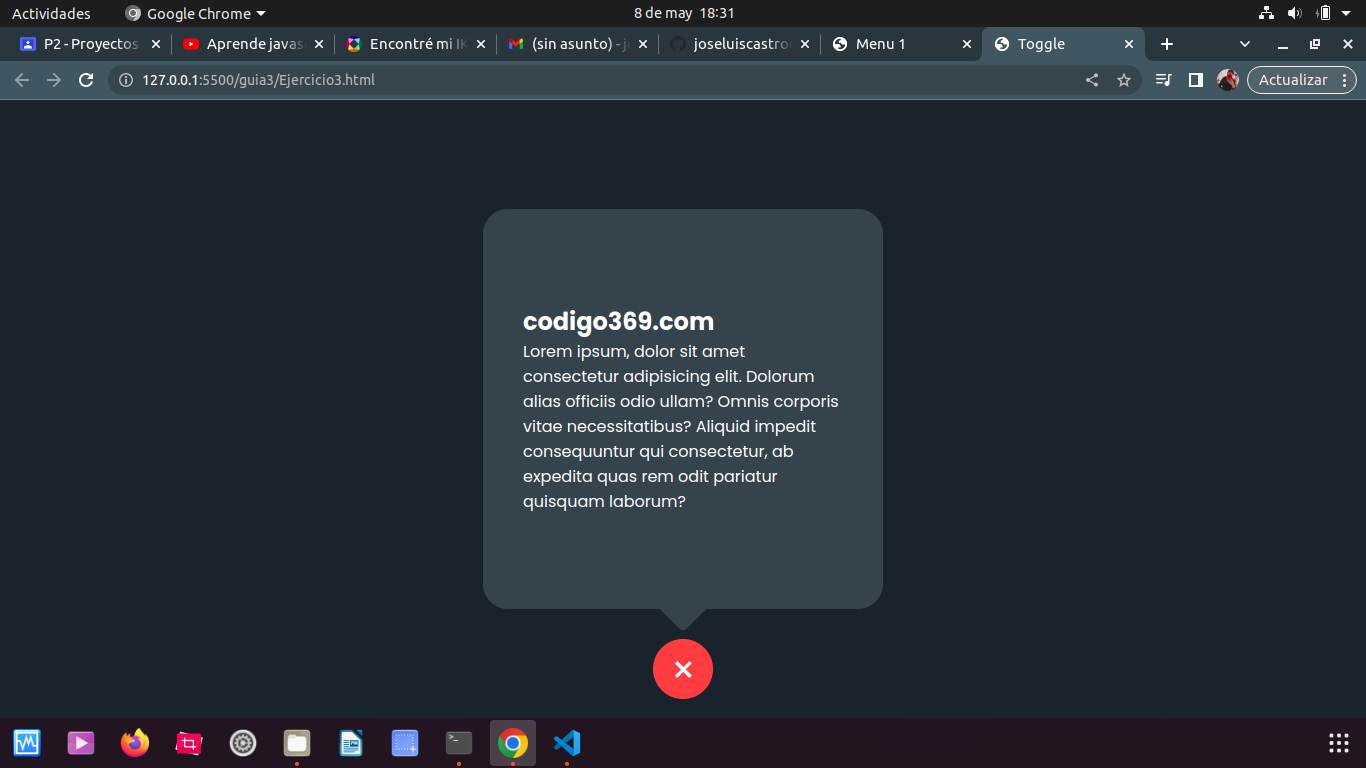 Actividades
Google Chrome
8 de may 18:31
P2 - Proyectos
Aprende javas
Encontré mi IK
(sin asunto) - j
joseluiscastro
Menu 1
Toggle
127.0.0.1:5500/guia3/Ejercicio3.html
Actualizar
codigo369.com
Lorem ipsum, dolor sit amet
consectetur adipisicing elit. Dolorum
alias officiis odio ullam? Omnis corporis
vitae necessitatibus? Aliquid impedit
consequuntur qui consectetur, ab
expedita quas rem odit pariatur
quisquam laborum?